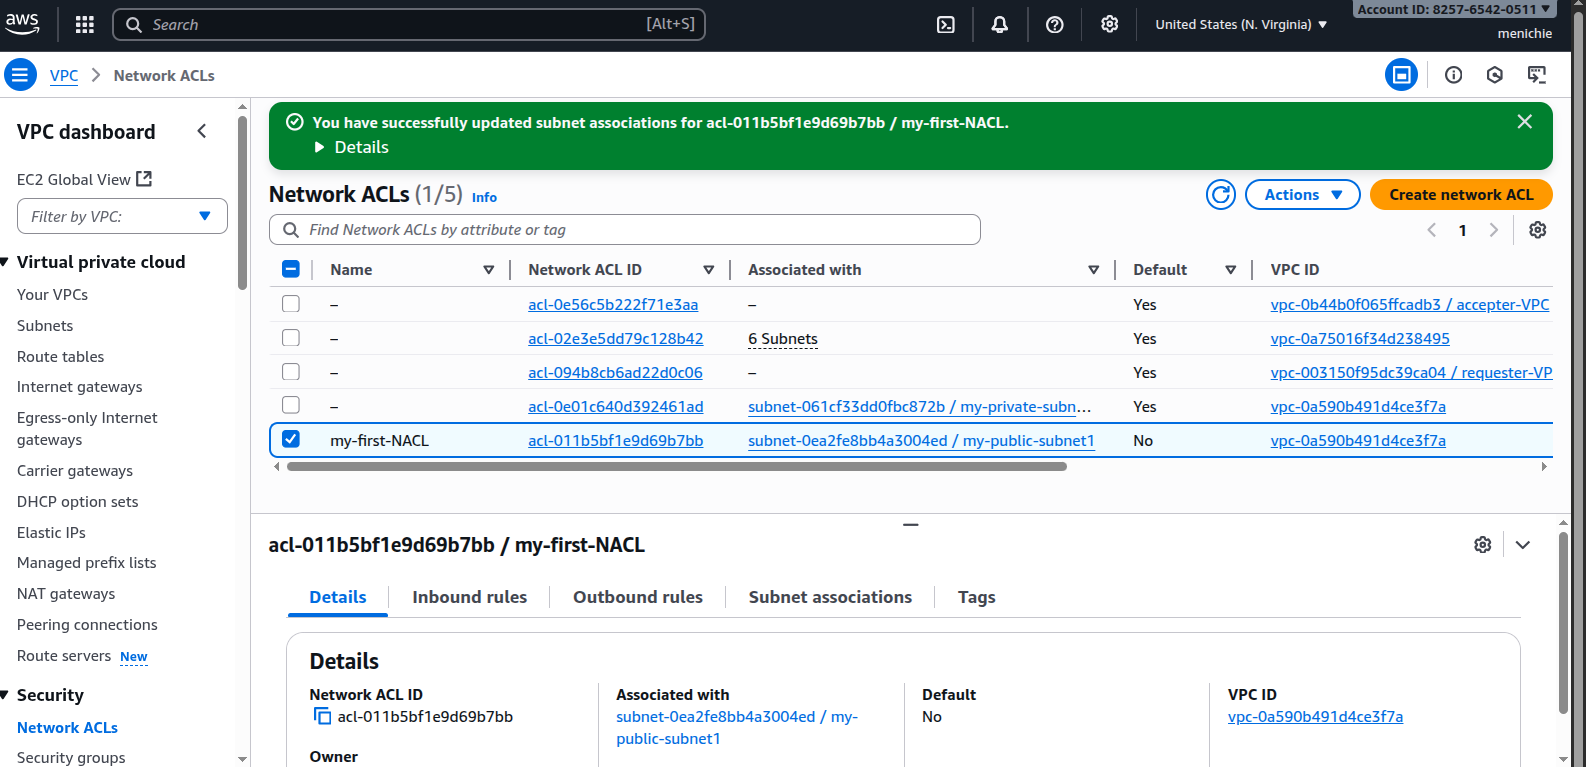 aws
Search [Alt+S]
United States (N. Virginia)
Account ID: 8257-6542-0511
menichie
VPC
Network ACLs
VPC dashboard
EC2 Global View
Filter by VPC:
Virtual private cloud
Your VPCs
Subnets
Route tables
Internet gateways
Egress-only Internet
gateways
Carrier gateways
DHCP option sets
Elastic IPs
Managed prefix lists
NAT gateways
Peering connections
Route servers New
Security
Network ACLs
Security groups
You have successfully updated subnet associations for acl-011b5bf1e9d69b7bb / my-first-NACL.
Details
Network ACLs (1/5) Info
Actions
Create network ACL
Find Network ACLs by attribute or tag
1
Name Network ACL ID Associated with Default VPC ID
– acl-0e56c5b222f71e3aa – Yes vpc-0b44b0f065ffcadb3 / accepter-VPC
– acl-02e3e5dd79c128b42 6 Subnets Yes vpc-0a75016f34d238495
– acl-094b8cb6ad22d0c06 – Yes vpc-003150f95dc39ca04 / requester-VP
– acl-0e01c640d392461ad subnet-061cf33dd0fbc872b / my-private-subn... Yes vpc-0a590b491d4ce3f7a
my-first-NACL acl-011b5bf1e9d69b7bb subnet-0ea2fe8bb4a3004ed / my-public-subnet1 No vpc-0a590b491d4ce3f7a
acl-011b5bf1e9d69b7bb / my-first-NACL
Details Inbound rules Outbound rules Subnet associations Tags
Details
Network ACL ID
acl-011b5bf1e9d69b7bb
Owner
Associated with
subnet-0ea2fe8bb4a3004ed / my-
public-subnet1
Default
No
VPC ID
vpc-0a590b491d4ce3f7a